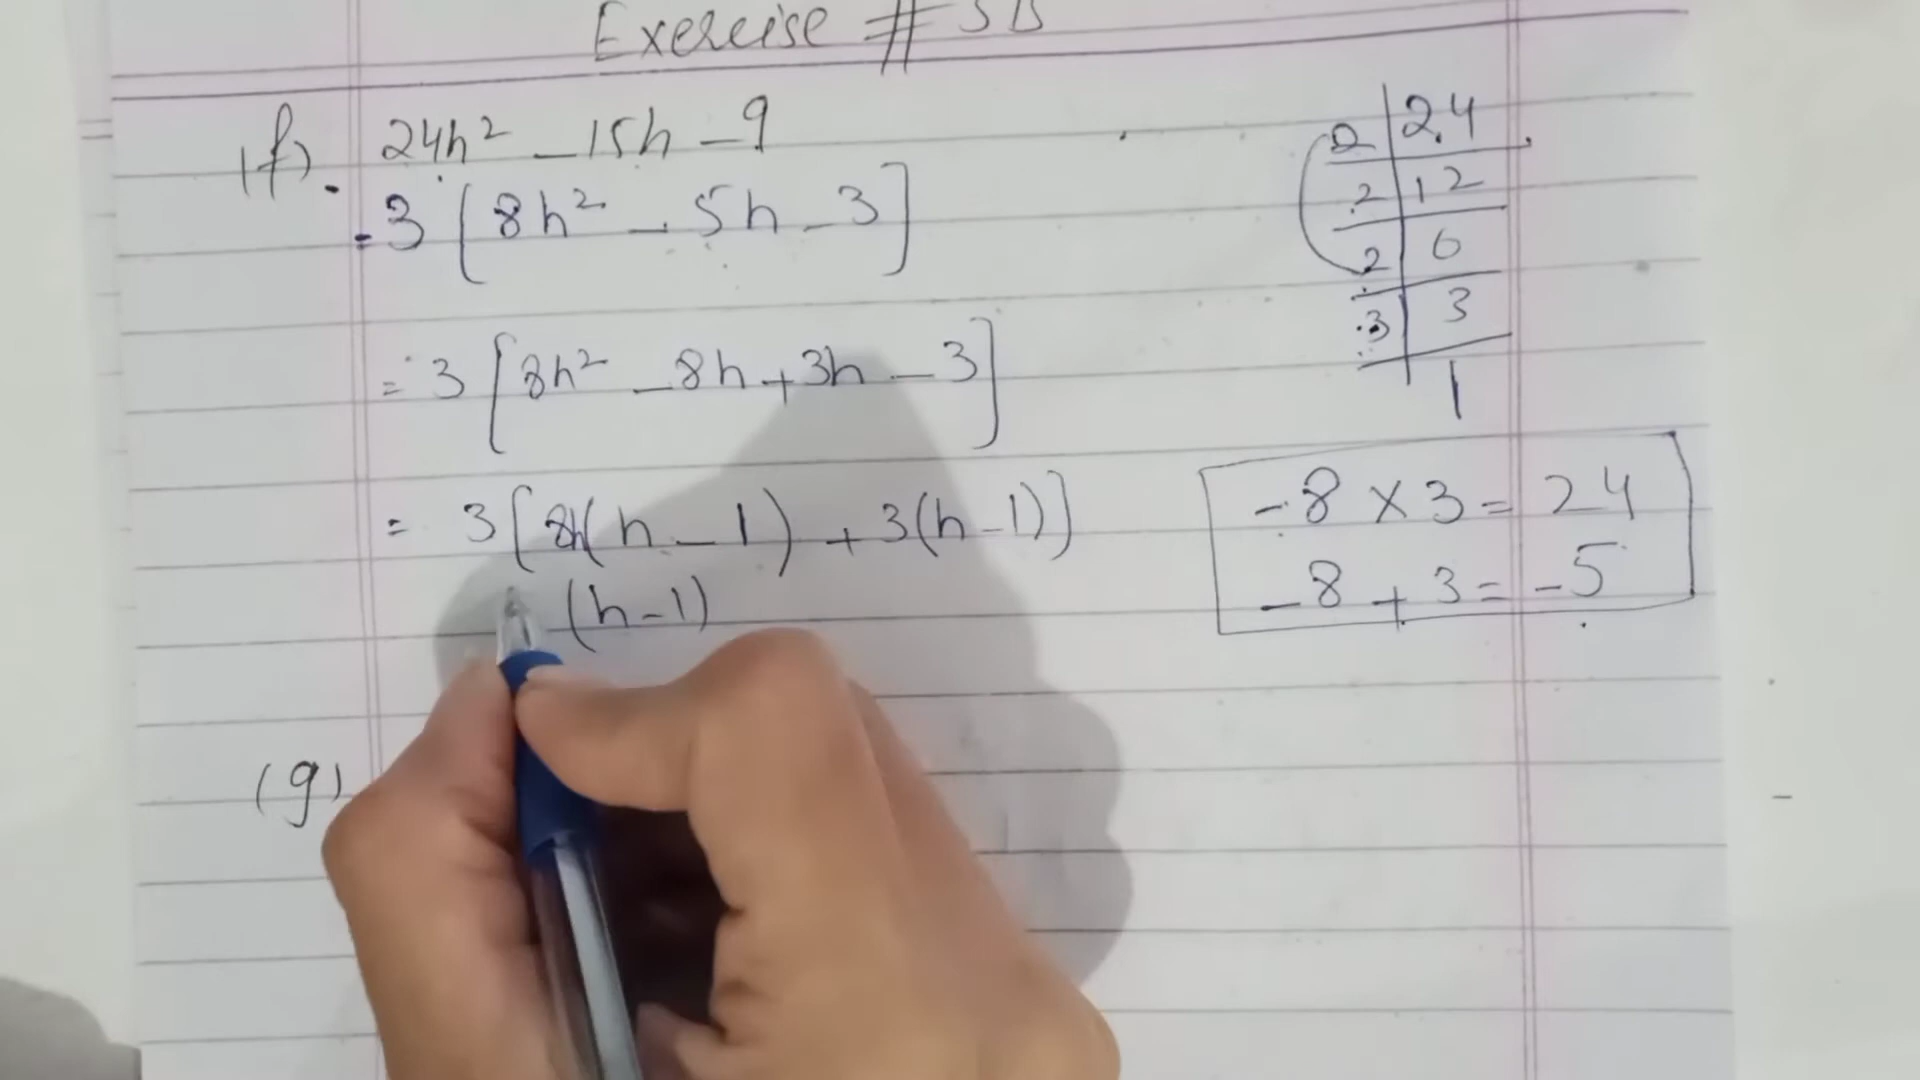 Exercise # 3B
(f). 24h² - 15h - 9
= 3 [ 8h² - 5h - 3 ]
= 3 [ 8h² - 8h + 3h - 3 ]
= 3 [ 8h ( h - 1 ) + 3 ( h - 1 ) ]
( h - 1 )
(g)
2 | 24
2 | 12
2 | 6
3 | 3
1
-8 × 3 = 24
-8 + 3 = -5